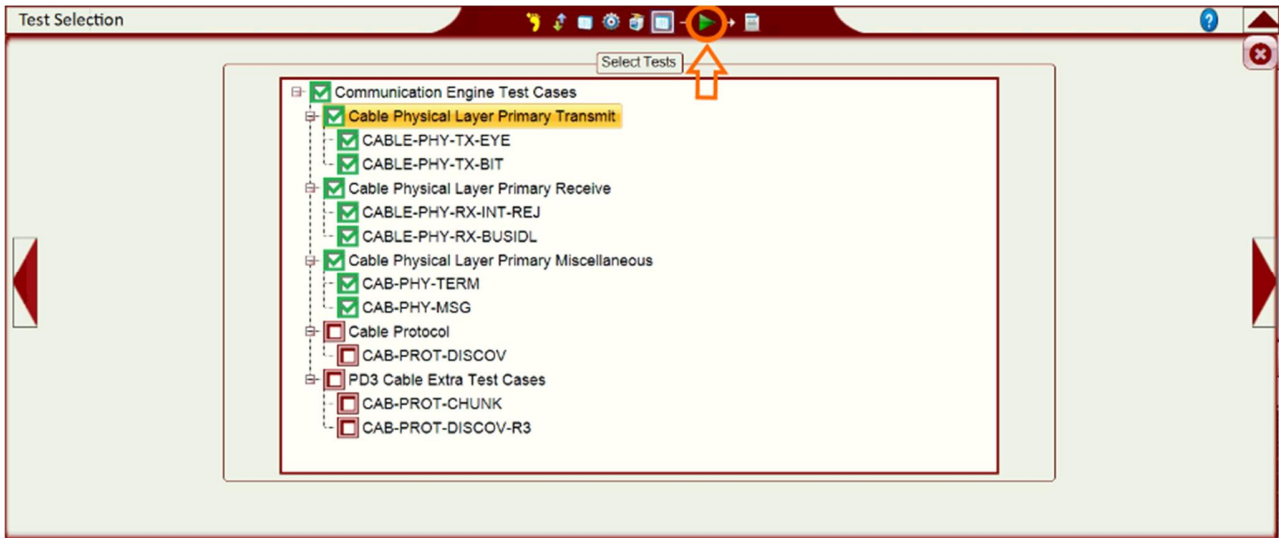 Test Selection
?
Select Tests
Communication Engine Test Cases
Cable Physical Layer Primary Transmit
CABLE-PHY-TX-EYE
CABLE-PHY-TX-BIT
Cable Physical Layer Primary Receive
CABLE-PHY-RX-INT-REJ
CABLE-PHY-RX-BUSIDL
Cable Physical Layer Primary Miscellaneous
CAB-PHY-TERM
CAB-PHY-MSG
Cable Protocol
CAB-PROT-DISCOV
PD3 Cable Extra Test Cases
CAB-PROT-CHUNK
CAB-PROT-DISCOV-R3